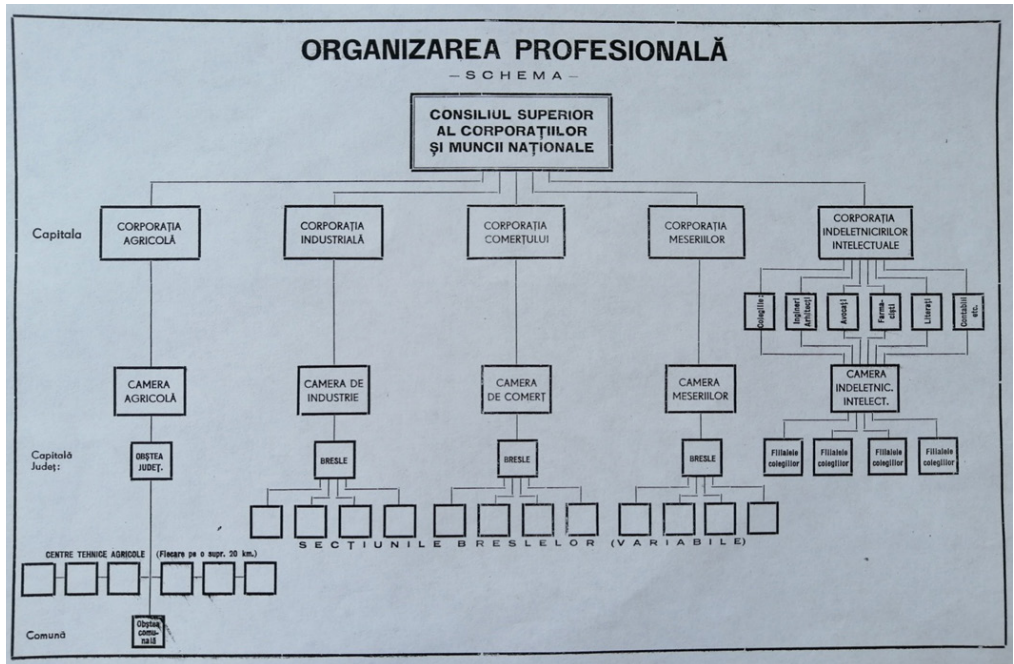 ORGANIZAREA PROFESIONALĂ
—SCHEMA—
CONSILIUL SUPERIOR
AL CORPORAȚIILOR
ȘI MUNCII NAȚIONALE
Capitala
CORPORAȚIA
AGRICOLĂ
CORPORAȚIA
INDUSTRIALĂ
CORPORAȚIA
COMERȚULUI
CORPORAȚIA
MESERIILOR
CORPORAȚIA
INDELETNICIRILOR
INTELECTUALE
Colegiile:
Ingineri
Arhitecți
Avocați
Farma-
ciști
Literați
Contabili
etc.
CAMERA
AGRICOLĂ
CAMERA DE
INDUSTRIE
CAMERA
DE COMERȚ
CAMERA
MESERIILOR
CAMERA
INDELETNIC.
INTELECT.
Capitală
Județ:
OBȘTEA
JUDEȚ.
BRESLE
BRESLE
BRESLE
Filialele
colegiilor
Filialele
colegiilor
Filialele
colegiilor
Filialele
colegiilor
SECȚIUNILE BRESLELOR (VARIABILE)
CENTRE TEHNICE AGRICOLE (Fiecare pe o supr. 20 km.)
Comună
Obștea
comu-
nală